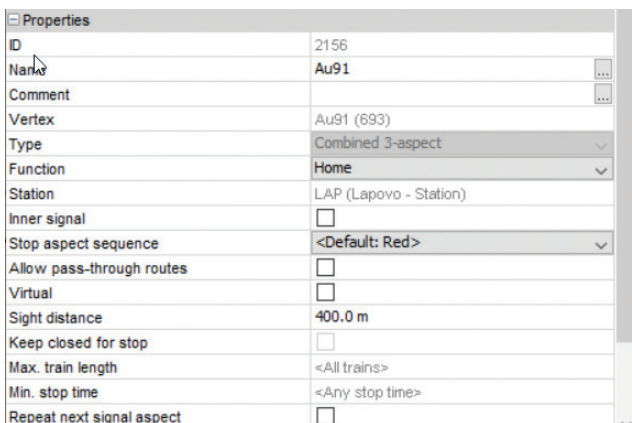 Properties
ID 2156
Name Au91 ...
Comment ...
Vertex Au91 (693)
Type Combined 3-aspect
Function Home
Station LAP (Lapovo - Station)
Inner signal
Stop aspect sequence <Default: Red>
Allow pass-through routes
Virtual
Sight distance 400.0 m
Keep closed for stop
Max. train length <All trains>
Min. stop time <Any stop time>
Repeat next signal aspect